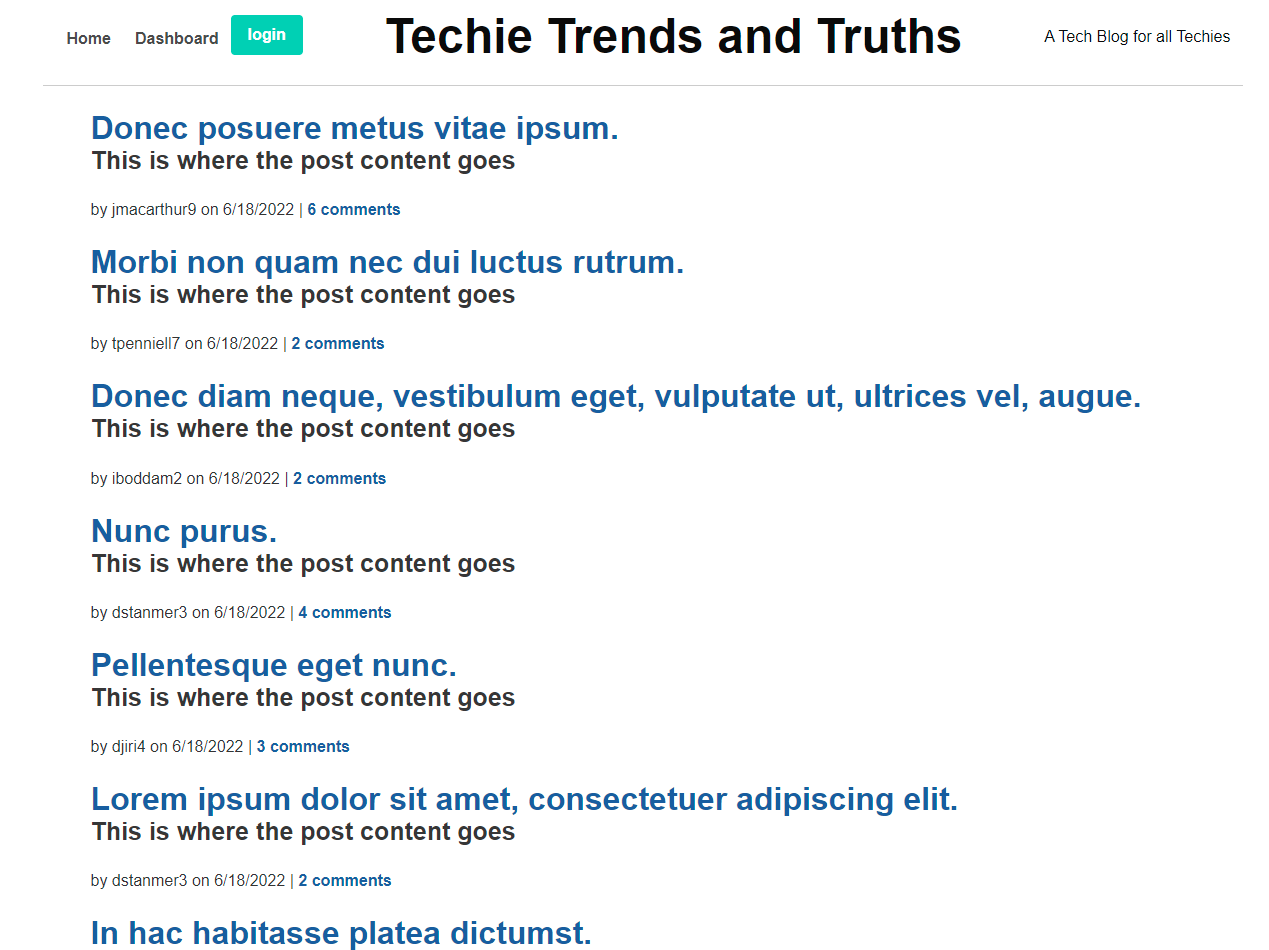 Home Dashboard login Techie Trends and Truths A Tech Blog for all Techies
Donec posuere metus vitae ipsum.
This is where the post content goes
by jmacarthur9 on 6/18/2022 | 6 comments
Morbi non quam nec dui luctus rutrum.
This is where the post content goes
by tpenniell7 on 6/18/2022 | 2 comments
Donec diam neque, vestibulum eget, vulputate ut, ultrices vel, augue.
This is where the post content goes
by iboddam2 on 6/18/2022 | 2 comments
Nunc purus.
This is where the post content goes
by dstanmer3 on 6/18/2022 | 4 comments
Pellentesque eget nunc.
This is where the post content goes
by djiri4 on 6/18/2022 | 3 comments
Lorem ipsum dolor sit amet, consectetuer adipiscing elit.
This is where the post content goes
by dstanmer3 on 6/18/2022 | 2 comments
In hac habitasse platea dictumst.